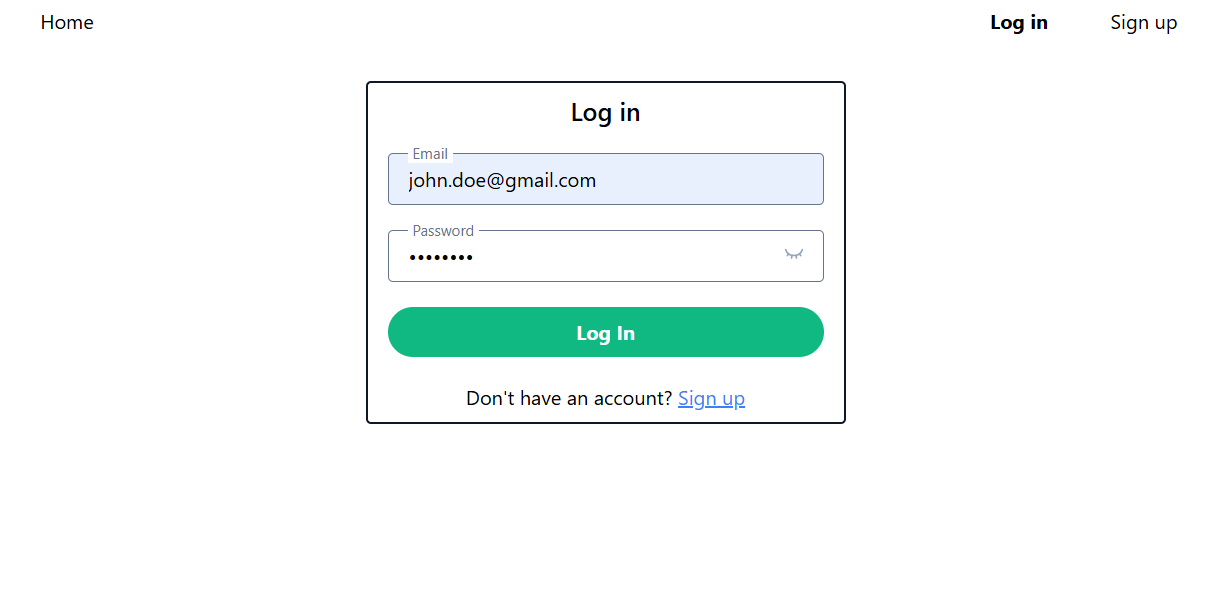 Home Log in Sign up
Log in
Email
john.doe@gmail.com
Password
••••••••
Log In
Don't have an account? Sign up